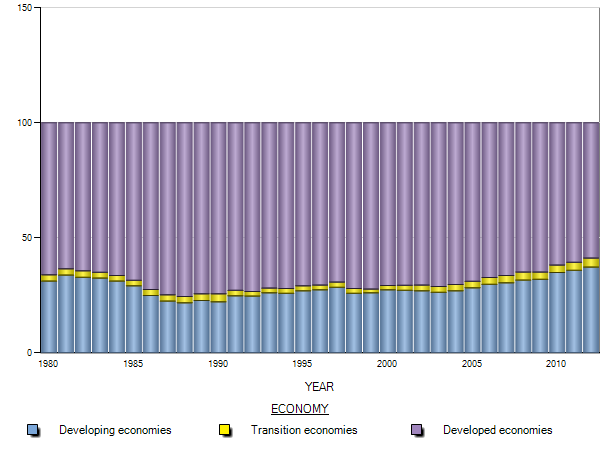 150
100
50
0
1980 1985 1990 1995 2000 2005 2010
YEAR
ECONOMY
Developing economies Transition economies Developed economies